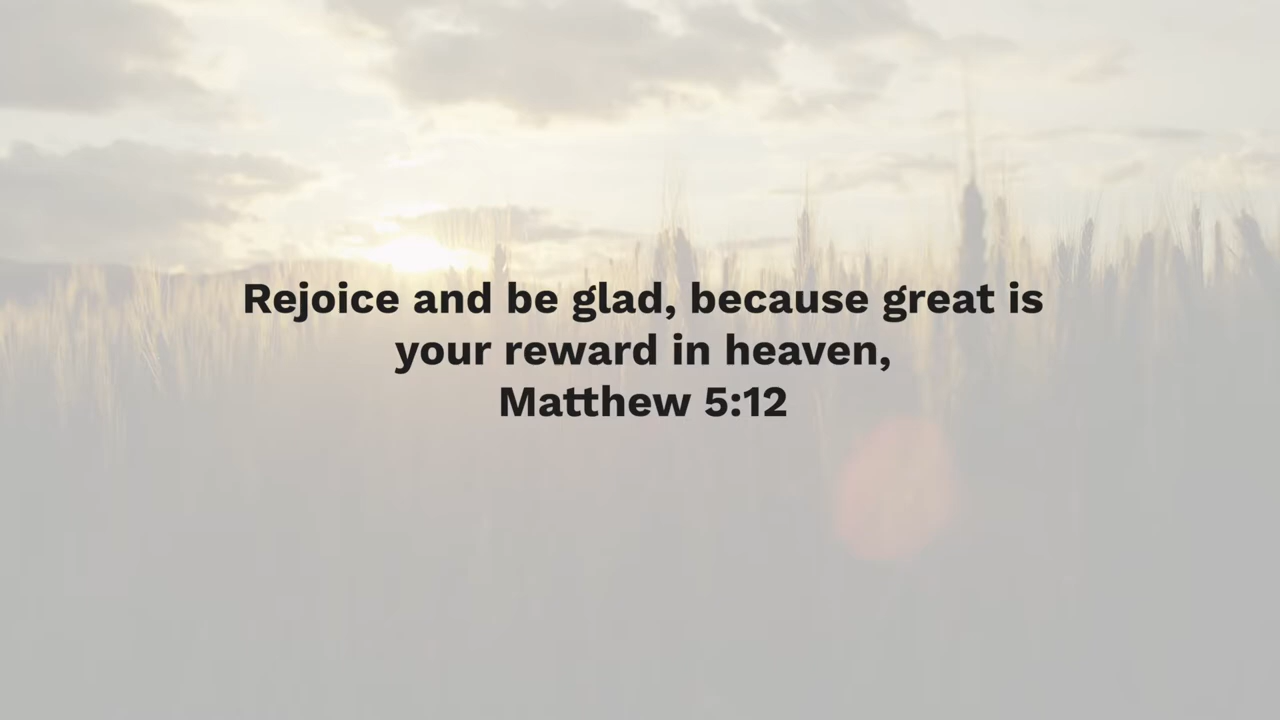 Rejoice and be glad, because great is
your reward in heaven,
Matthew 5:12